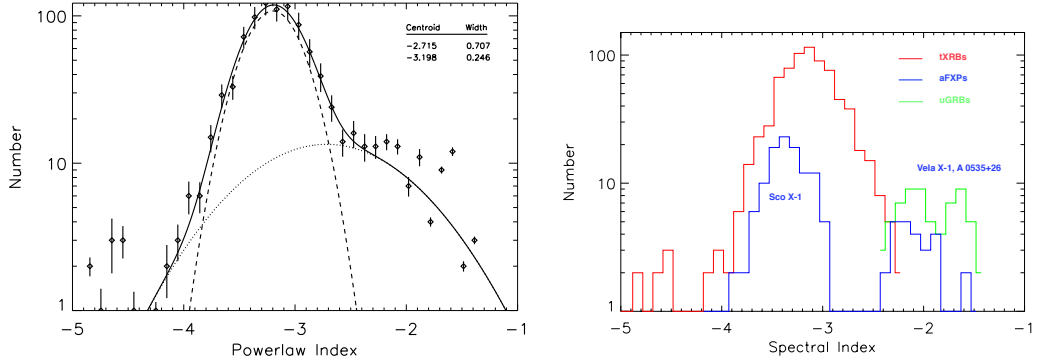 100
10
1
Number
Centroid Width
-2.715 0.707
-3.198 0.246
-5 -4 -3 -2 -1
Powerlaw Index
100
10
1
Number
tXRBs
aFXPs
uGRBs
Vela X-1, A 0535+26
Sco X-1
-5 -4 -3 -2 -1
Spectral Index